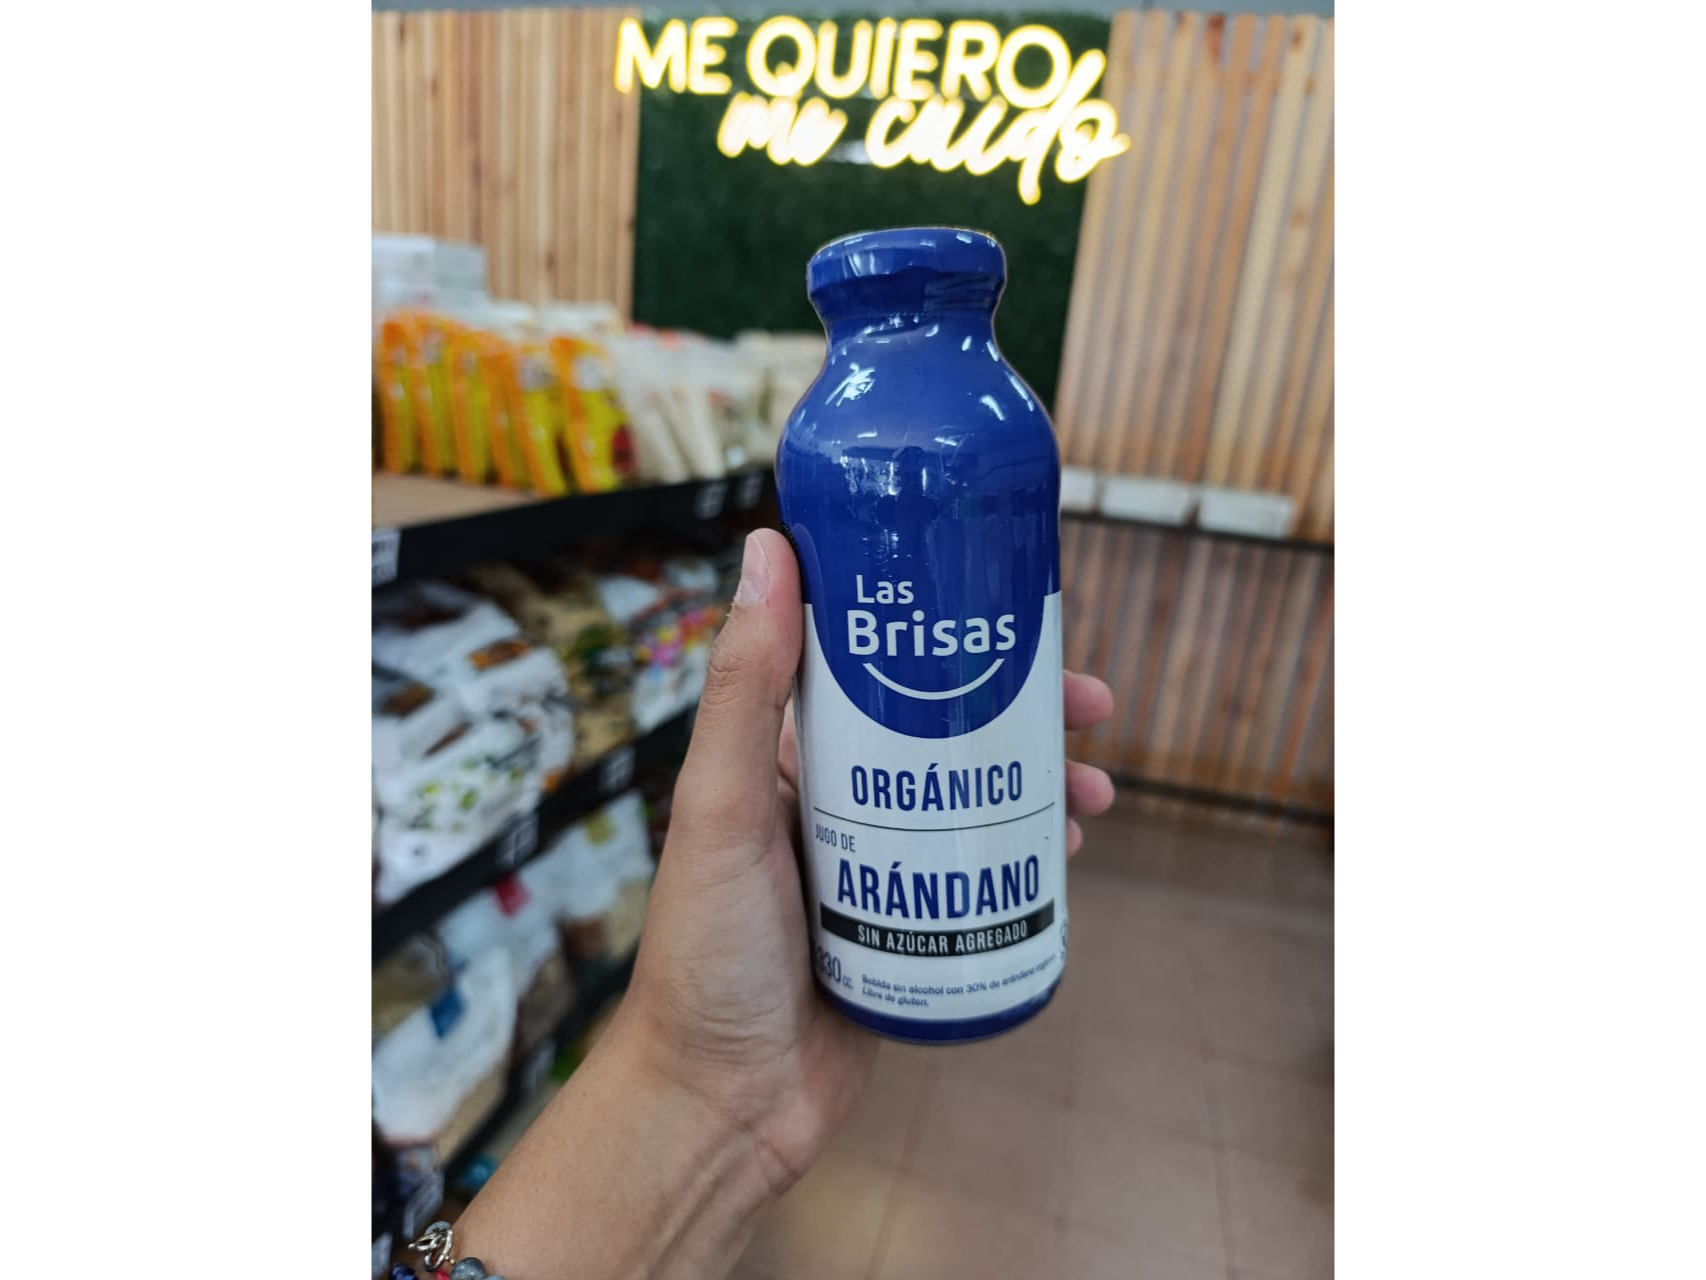 ME QUIERO
me cuido
Las
Brisas
ORGÁNICO
JUGO DE
ARÁNDANO
SIN AZÚCAR AGREGADO
330 cc.
Bebida sin alcohol con 30% de arándano
Libre de gluten.